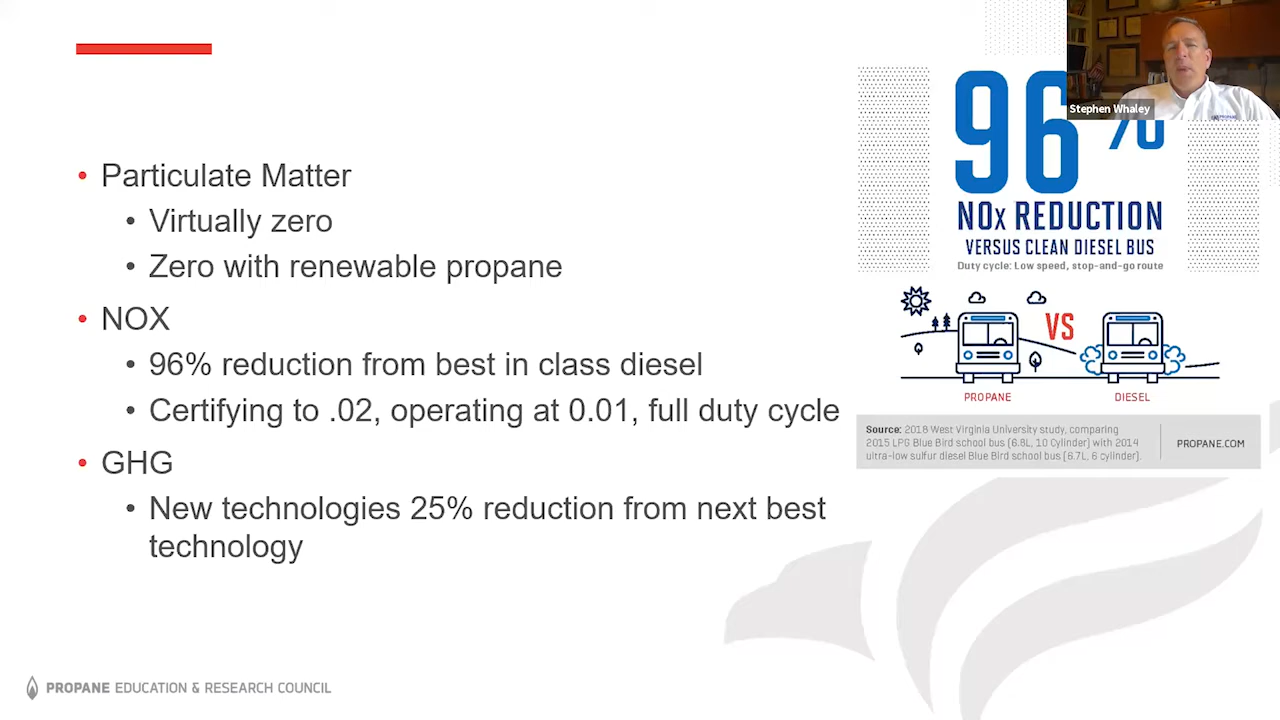 Particulate Matter
Virtually zero
Zero with renewable propane
NOX
96% reduction from best in class diesel
Certifying to .02, operating at 0.01, full duty cycle
GHG
New technologies 25% reduction from next best
technology
96%
NOx REDUCTION
VERSUS CLEAN DIESEL BUS
Duty cycle: Low speed, stop-and-go route
VS
PROPANE
DIESEL
Source: 2018 West Virginia University study, comparing
2015 LPG Blue Bird school bus (6.8L, 10 Cylinder) with 2014
ultra-low sulfur diesel Blue Bird school bus (6.7L, 6 cylinder).
PROPANE.COM
Stephen Whaley
PROPANE EDUCATION & RESEARCH COUNCIL